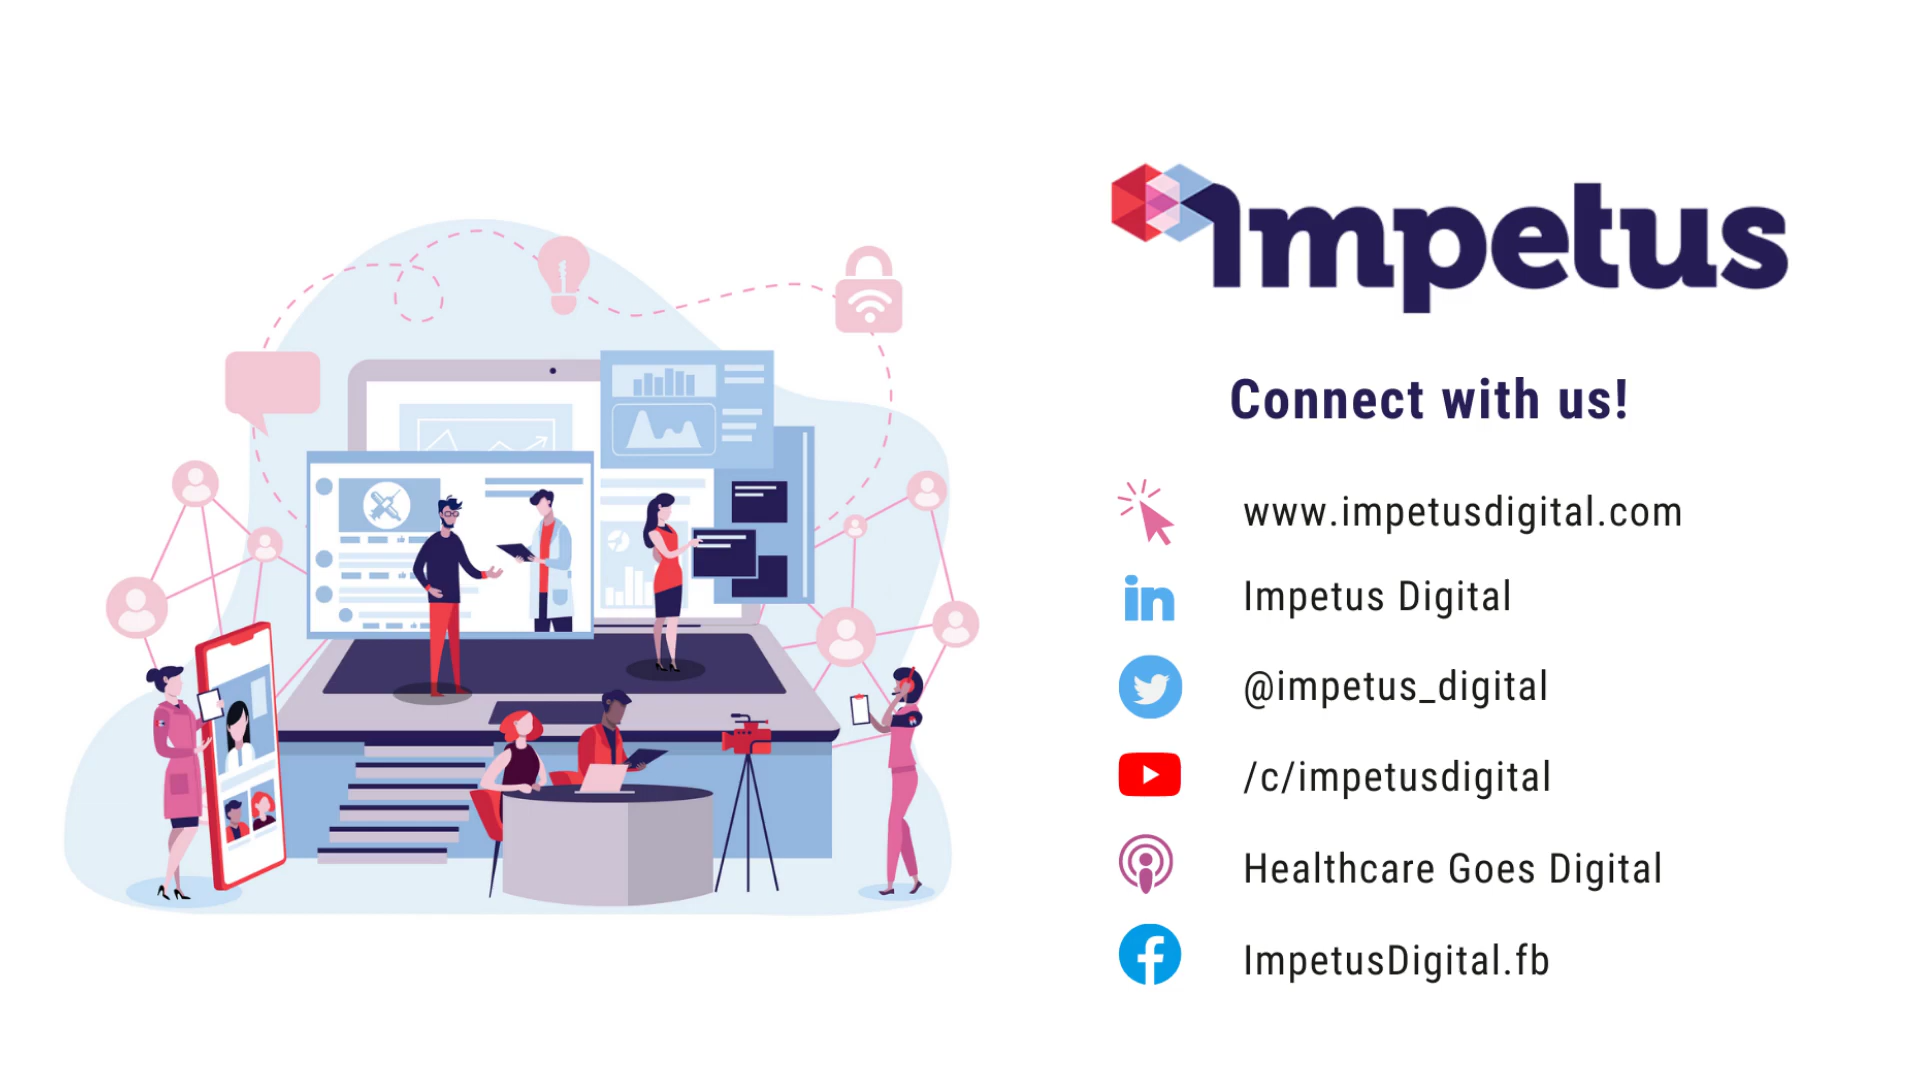 Impetus
Connect with us!
www.impetusdigital.com
Impetus Digital
@impetus_digital
/c/impetusdigital
Healthcare Goes Digital
ImpetusDigital.fb